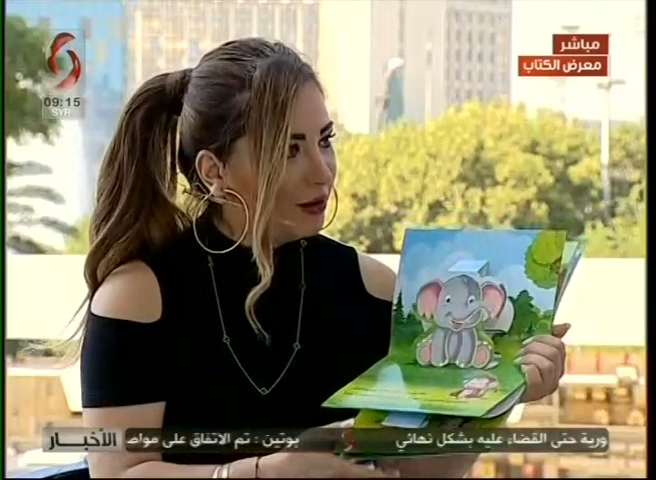 مباشر
معرض الكتاب
09:15
SYR
ورية حتى القضاء عليه بشكل نهائي بوتين: تم الاتفاق على مواص
الأخبار